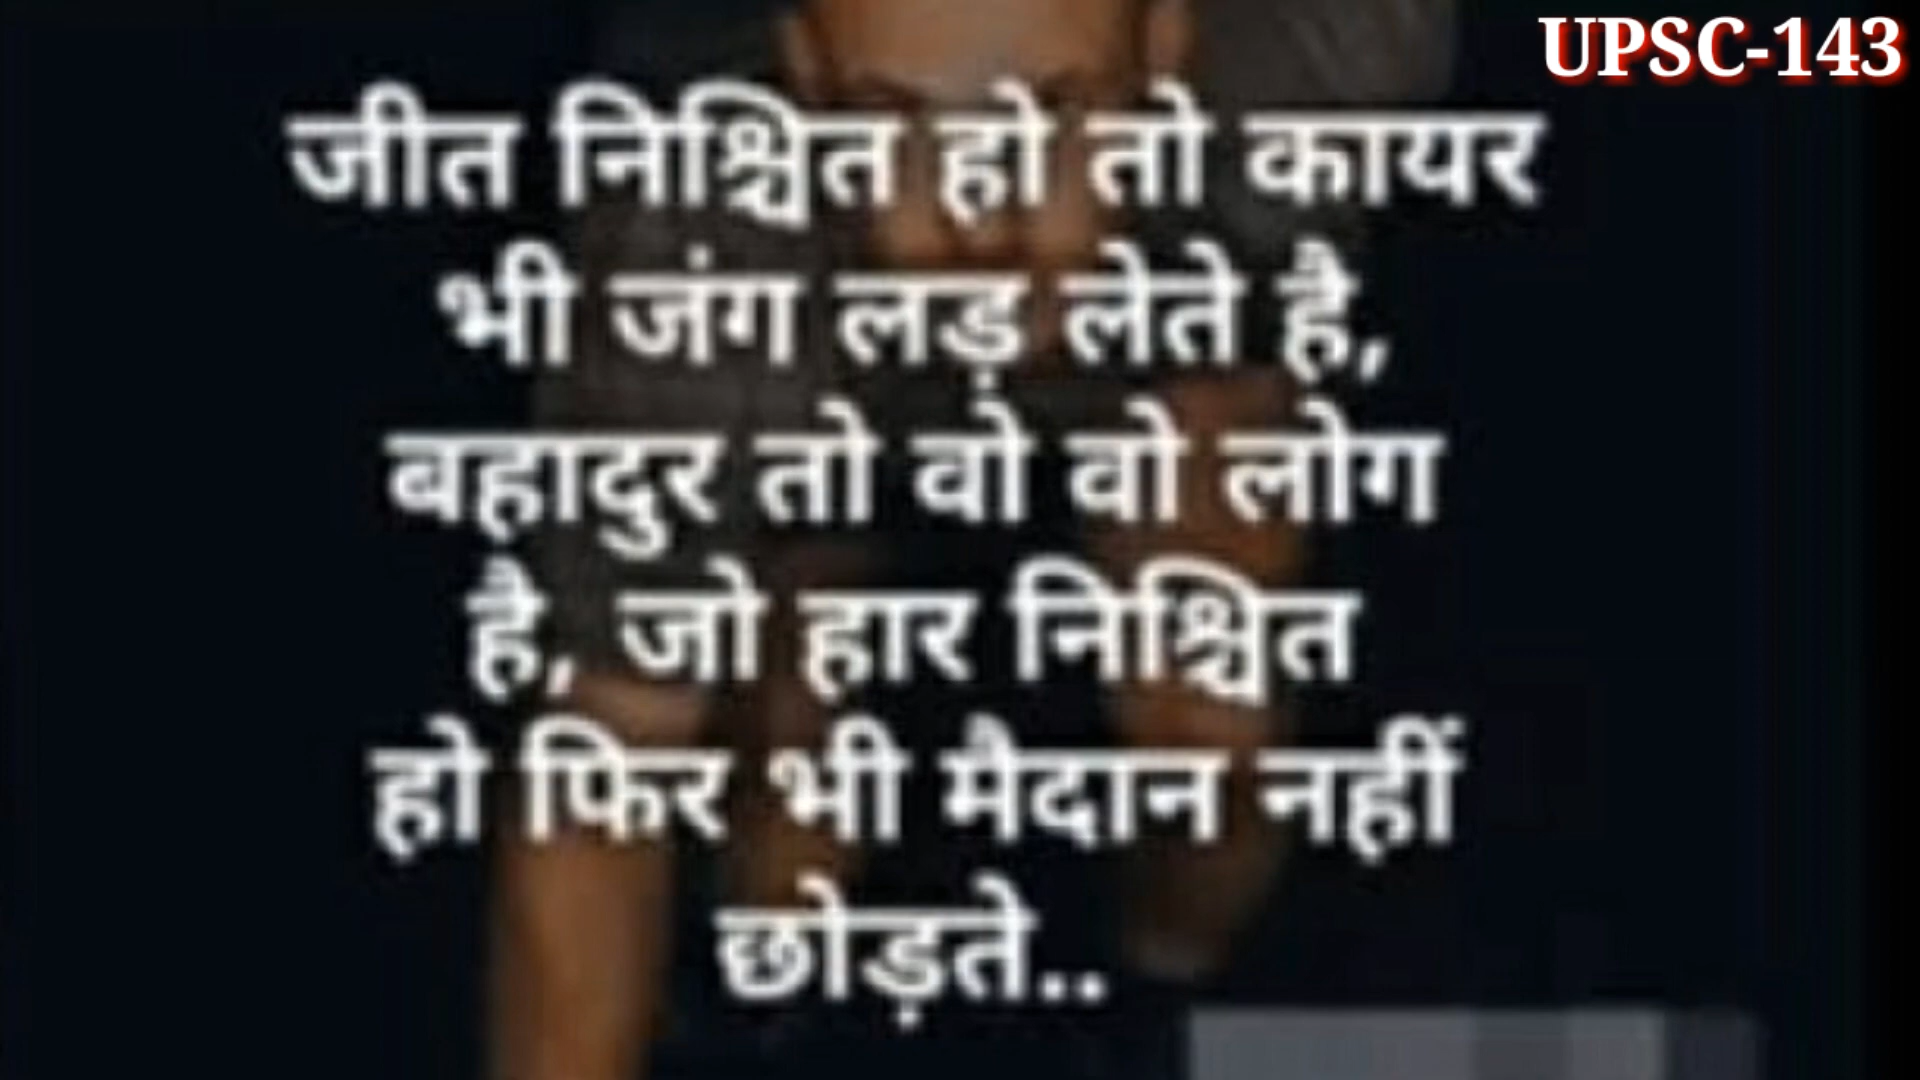 UPSC-143
जीत निश्चित हो तो कायर
भी जंग लड़ लेते है,
बहादुर तो वो वो लोग
है, जो हार निश्चित
हो फिर भी मैदान नहीं
छोड़ते..